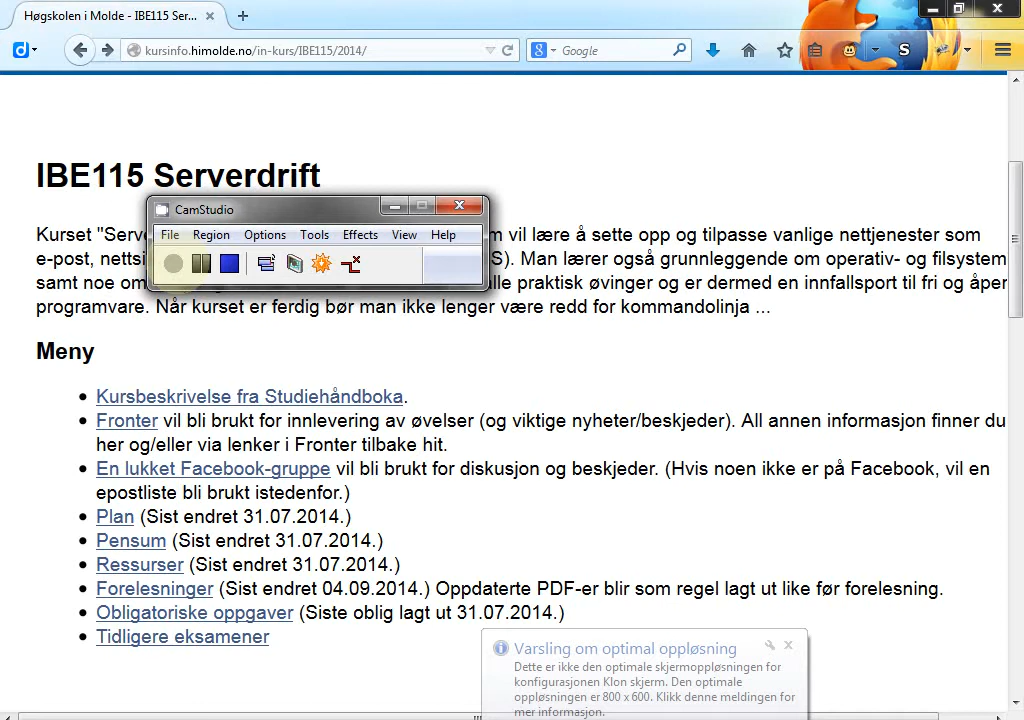 Høgskolen i Molde - IBE115 Ser...
kursinfo.himolde.no/in-kurs/IBE115/2014/
Google
IBE115 Serverdrift
CamStudio
File Region Options Tools Effects View Help
Kurset "Serv m vil lære å sette opp og tilpasse vanlige nettjenester som
e-post, nettsi S). Man lærer også grunnleggende om operativ- og filsystem
samt noe om alle praktisk øvinger og er dermed en innfallsport til fri og åpen
programvare. Når kurset er ferdig bør man ikke lenger være redd for kommandolinja ...
Meny
Kursbeskrivelse fra Studiehåndboka.
Fronter vil bli brukt for innlevering av øvelser (og viktige nyheter/beskjeder). All annen informasjon finner du
her og/eller via lenker i Fronter tilbake hit.
En lukket Facebook-gruppe vil bli brukt for diskusjon og beskjeder. (Hvis noen ikke er på Facebook, vil en
epostliste bli brukt istedenfor.)
Plan (Sist endret 31.07.2014.)
Pensum (Sist endret 31.07.2014.)
Ressurser (Sist endret 31.07.2014.)
Forelesninger (Sist endret 04.09.2014.) Oppdaterte PDF-er blir som regel lagt ut like før forelesning.
Obligatoriske oppgaver (Siste oblig lagt ut 31.07.2014.)
Tidligere eksamener
Varsling om optimal oppløsning
Dette er ikke den optimale skjermoppløsningen for
konfigurasjonen Klon skjerm. Den optimale
oppløsningen er 800 x 600. Klikk denne meldingen for
mer informasjon.